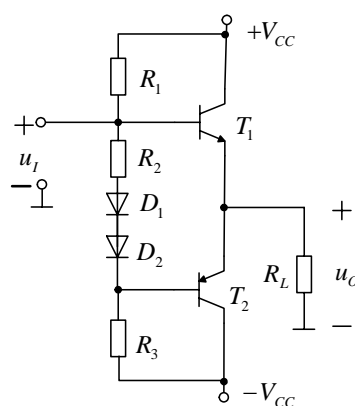 +V_CC
R_1
+
T_1
u_I
R_2
−
D_1
+
D_2
R_L
u_O
T_2
R_3
−
−V_CC